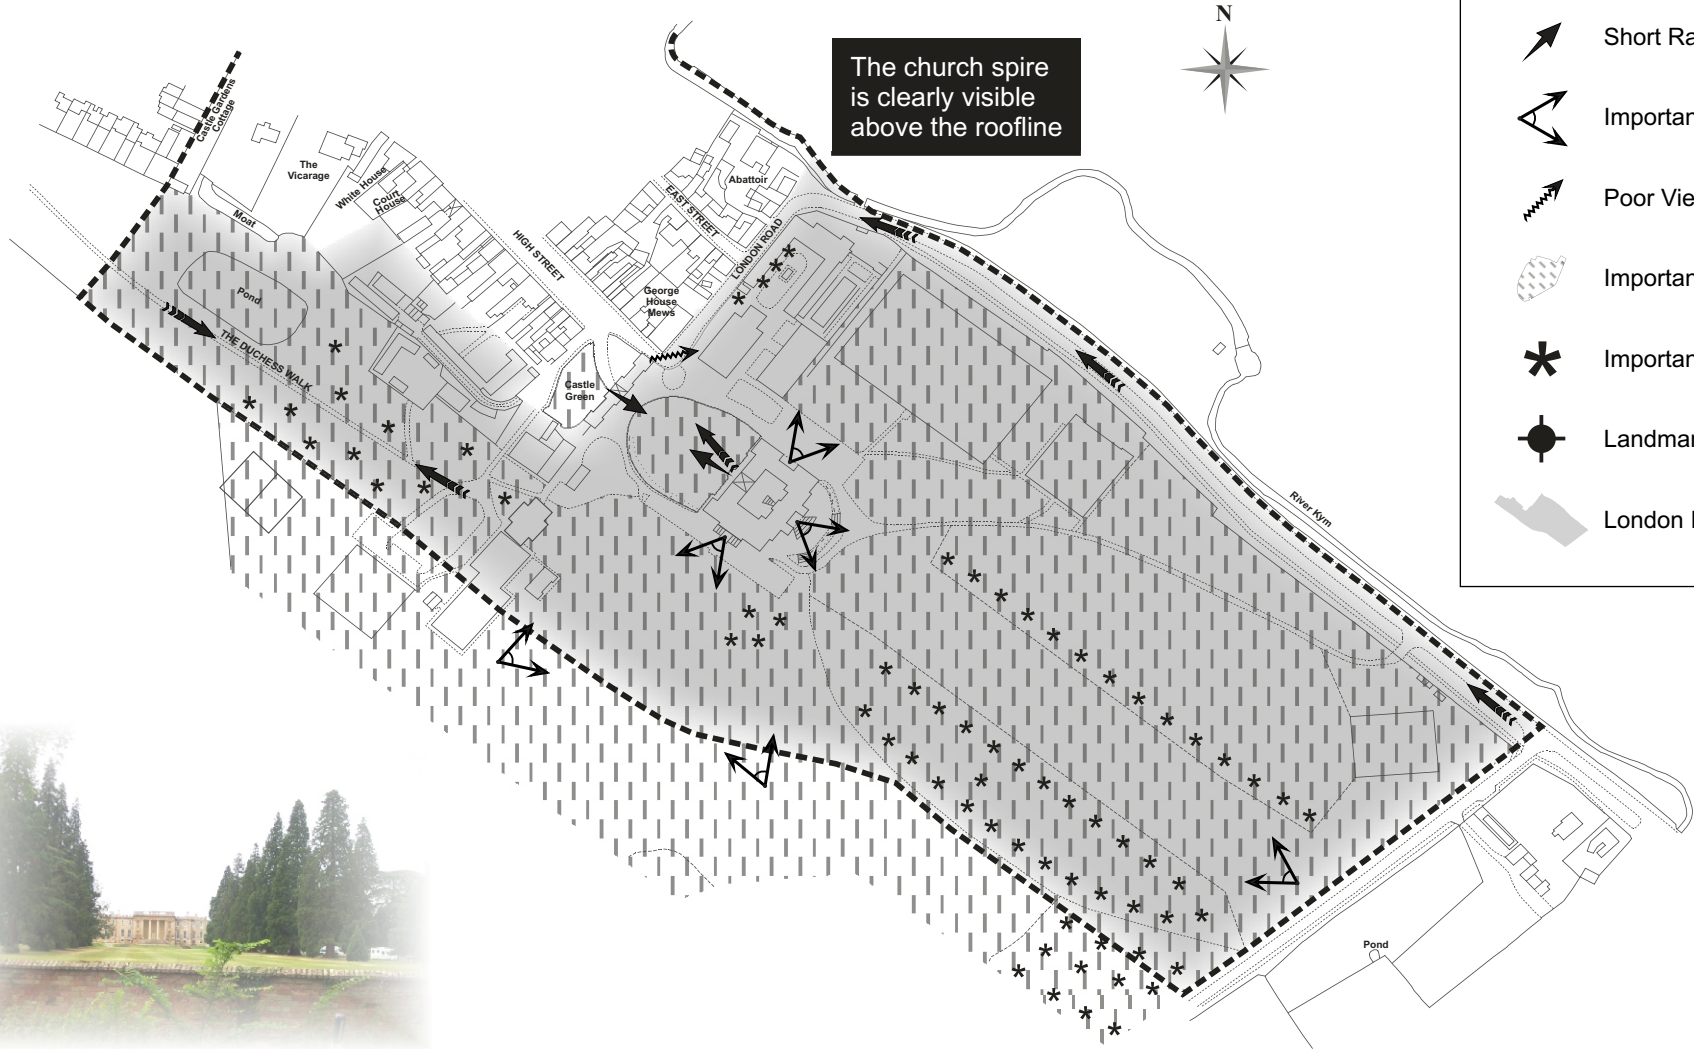 N
The church spire
is clearly visible
above the roofline
Short Ra
Importan
Poor Vie
Importan
Importan
Landmar
London
Castle Gardens
Cottage
The
Vicarage
White House
Court
House
Moat
Abattoir
EAST STREET
HIGH STREET
LONDON ROAD
George
House
Mews
Pond
THE DUCHESS WALK
Castle
Green
River Kym
Pond